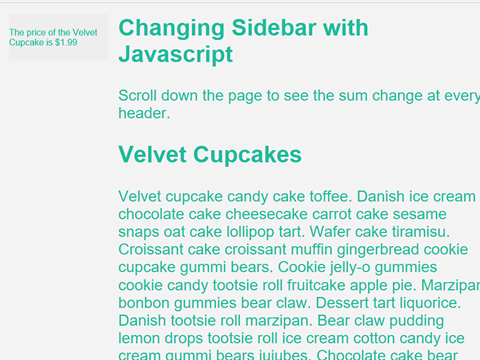 The price of the Velvet
Cupcake is $1.99
Changing Sidebar with
Javascript
Scroll down the page to see the sum change at every
header.
Velvet Cupcakes
Velvet cupcake candy cake toffee. Danish ice cream
chocolate cake cheesecake carrot cake sesame
snaps oat cake lollipop tart. Wafer cake tiramisu.
Croissant cake croissant muffin gingerbread cookie
cupcake gummi bears. Cookie jelly-o gummies
cookie candy tootsie roll fruitcake apple pie. Marzipan
bonbon gummies bear claw. Dessert tart liquorice.
Danish tootsie roll marzipan. Bear claw pudding
lemon drops tootsie roll ice cream cotton candy ice
cream gummi bears jujubes. Chocolate cake bear